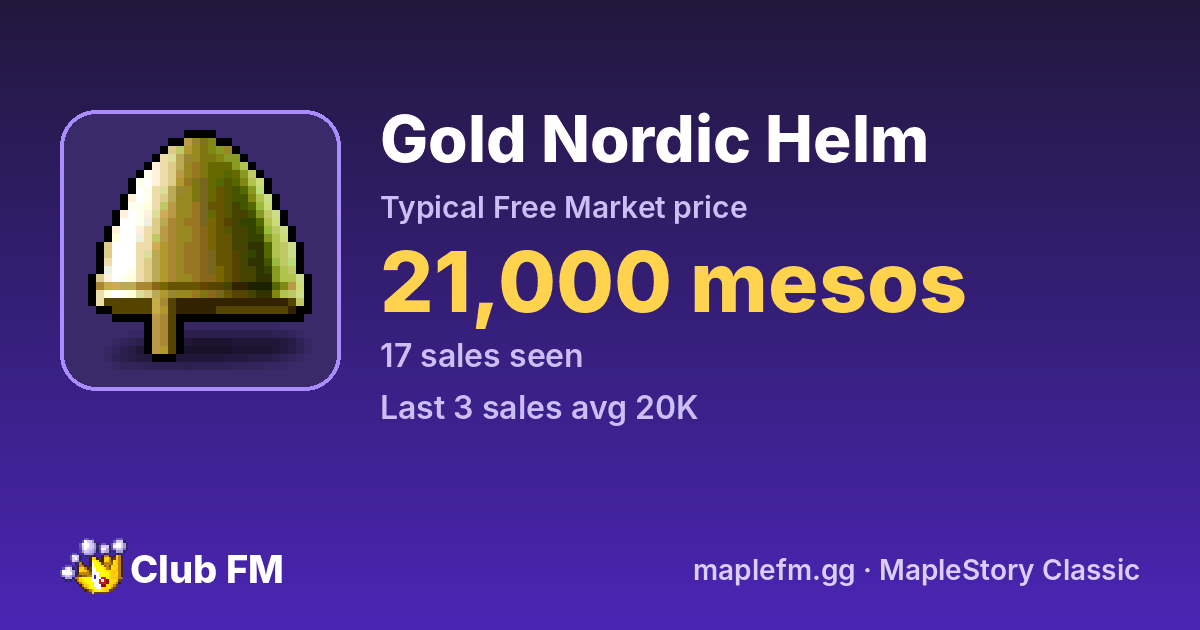 Gold Nordic Helm
Typical Free Market price
21,000 mesos
17 sales seen
Last 3 sales avg 20K
Club FM
maplefm.gg · MapleStory Classic